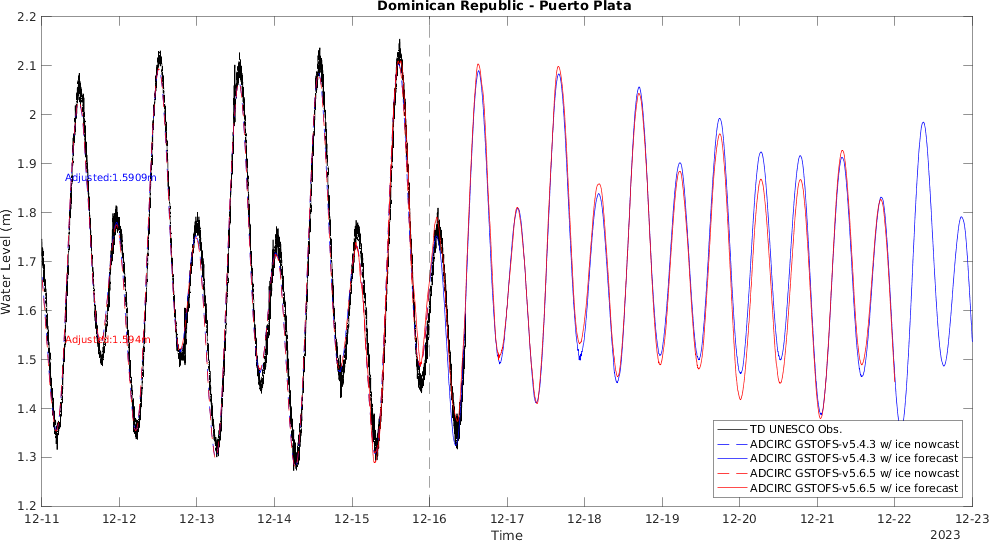 Dominican Republic - Puerto Plata
2.2
2.1
2
1.9
1.8
1.7
1.6
1.5
1.4
1.3
1.2
Water Level (m)
Adjusted:1.5909m
Adjusted:1.594m
TD UNESCO Obs.
ADCIRC GSTOFS-v5.4.3 w/ ice nowcast
ADCIRC GSTOFS-v5.4.3 w/ ice forecast
ADCIRC GSTOFS-v5.6.5 w/ ice nowcast
ADCIRC GSTOFS-v5.6.5 w/ ice forecast
12-11 12-12 12-13 12-14 12-15 12-16 12-17 12-18 12-19 12-20 12-21 12-22 12-23
Time
2023